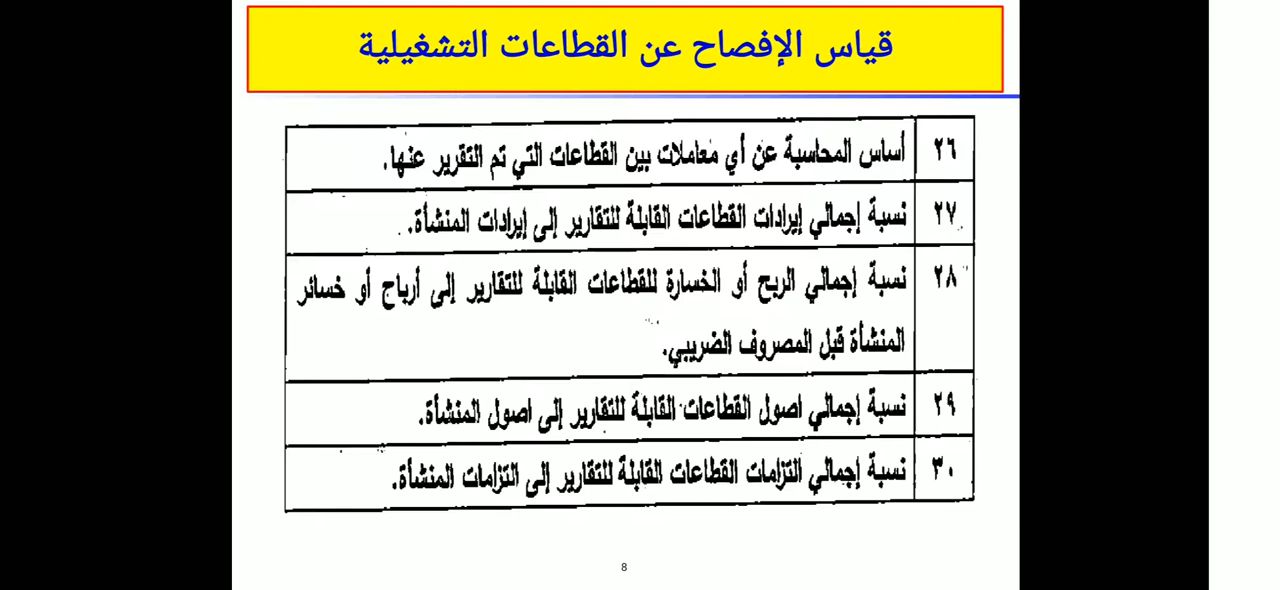 قياس الإفصاح عن القطاعات التشغيلية
٢٦ أساس المحاسبة عن أي معاملات بين القطاعات التي تم التقرير عنها.
٢٧ نسبة إجمالي إيرادات القطاعات القابلة للتقارير إلى إيرادات المنشأة.
٢٨ نسبة إجمالي الربح أو الخسارة للقطاعات القابلة للتقارير إلى أرباح أو خسائر
المنشأة قبل المصروف الضريبي.
٢٩ نسبة إجمالي اصول القطاعات القابلة للتقارير إلى اصول المنشأة.
٣٠ نسبة إجمالي التزامات القطاعات القابلة للتقارير إلى التزامات المنشأة.
8